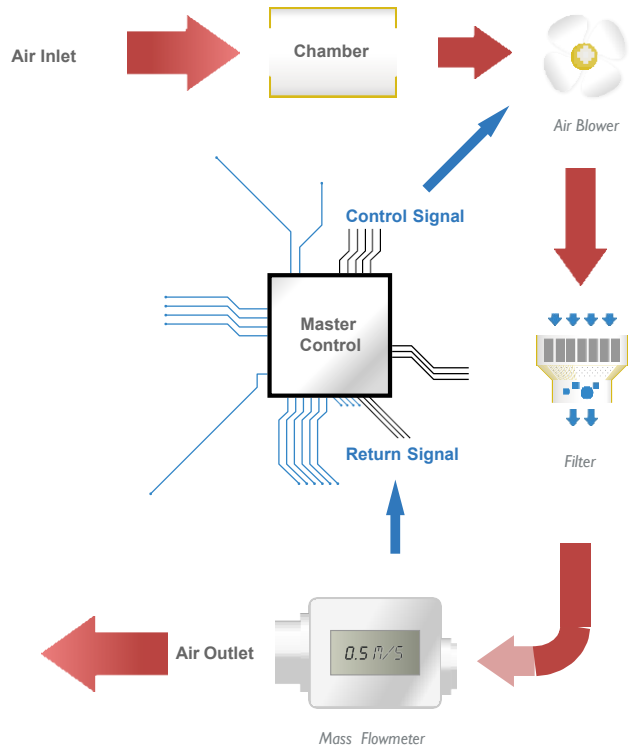 Air Inlet
Chamber
Air Blower
Control Signal
Master
Control
Return Signal
Filter
0.5 M/S
Air Outlet
Mass Flowmeter